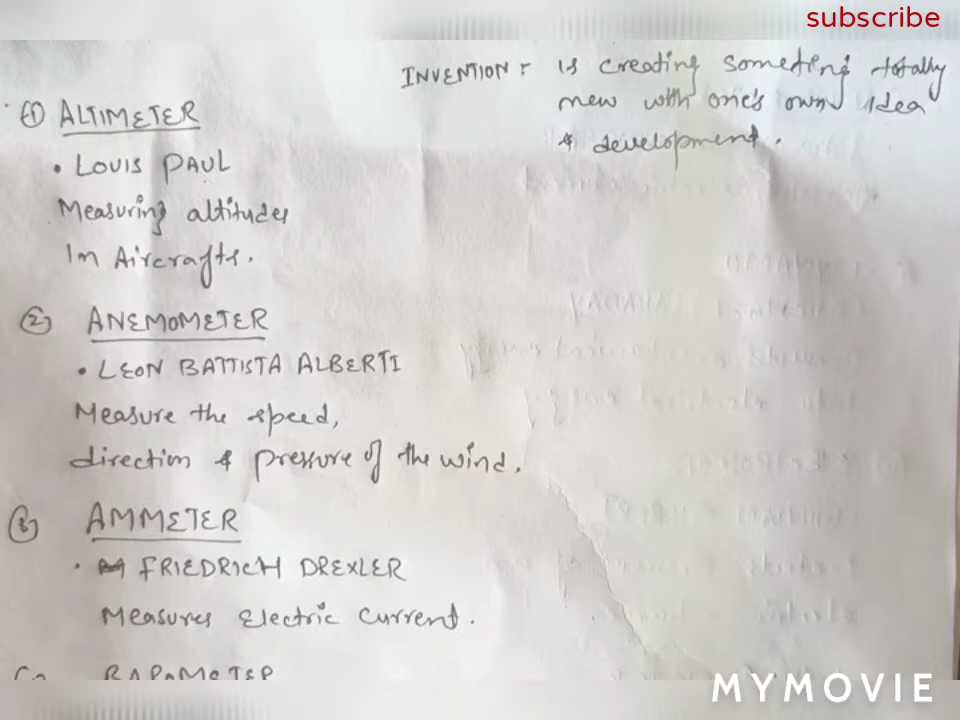 subscribe
INVENTION : is creating someting totally
new with one's own idea
& development.
① ALTIMETER
• LOUIS PAUL
Measuring altitudes
In Aircrafts.
② ANEMOMETER
• LEON BATTISTA ALBERTI
Measure the speed,
direction & pressure of the wind.
③ AMMETER
• FRIEDRICH DREXLER
Measures Electric Current.
BAROMETER
MYMOVIE